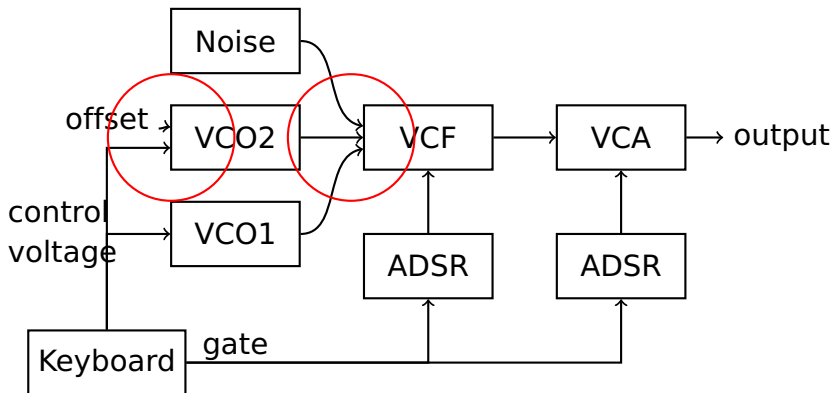 Noise
offset
VCO2
VCF
VCA
output
control
voltage
VCO1
ADSR
ADSR
Keyboard
gate